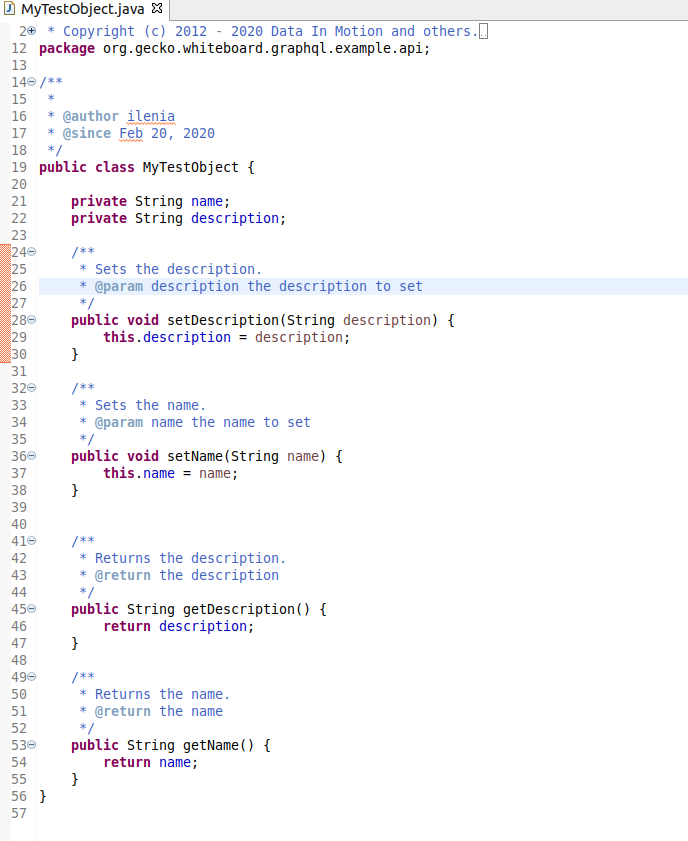 MyTestObject.java
2 * Copyright (c) 2012 - 2020 Data In Motion and others.
12 package org.gecko.whiteboard.graphql.example.api;
13
14 /**
15 *
16 * @author ilenia
17 * @since Feb 20, 2020
18 */
19 public class MyTestObject {
20
21 private String name;
22 private String description;
23
24 /**
25 * Sets the description.
26 * @param description the description to set
27 */
28 public void setDescription(String description) {
29 this.description = description;
30 }
31
32 /**
33 * Sets the name.
34 * @param name the name to set
35 */
36 public void setName(String name) {
37 this.name = name;
38 }
39
40
41 /**
42 * Returns the description.
43 * @return the description
44 */
45 public String getDescription() {
46 return description;
47 }
48
49 /**
50 * Returns the name.
51 * @return the name
52 */
53 public String getName() {
54 return name;
55 }
56 }
57